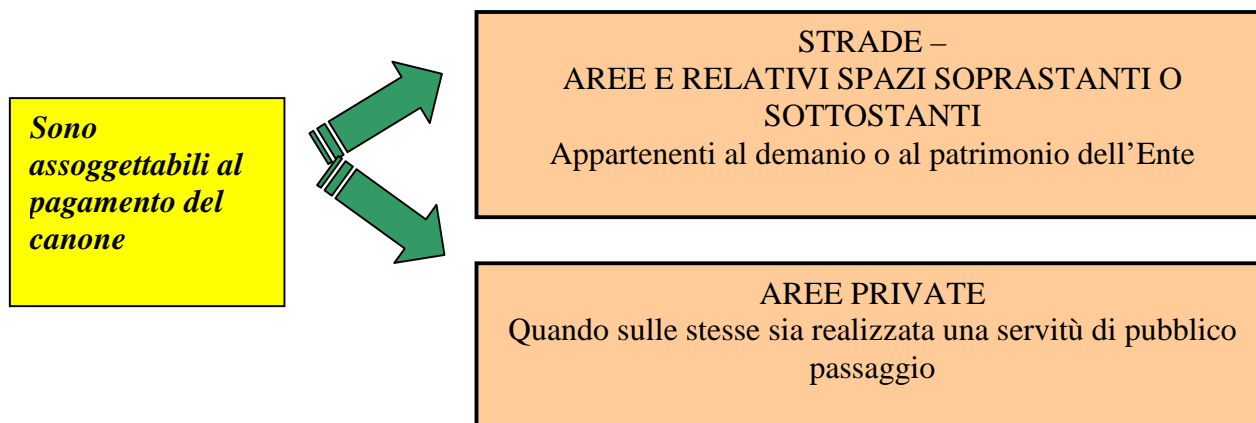 Sono
assoggettabili al
pagamento del
canone
STRADE –
AREE E RELATIVI SPAZI SOPRASTANTI O
SOTTOSTANTI
Appartenenti al demanio o al patrimonio dell’Ente
AREE PRIVATE
Quando sulle stesse sia realizzata una servitù di pubblico
passaggio